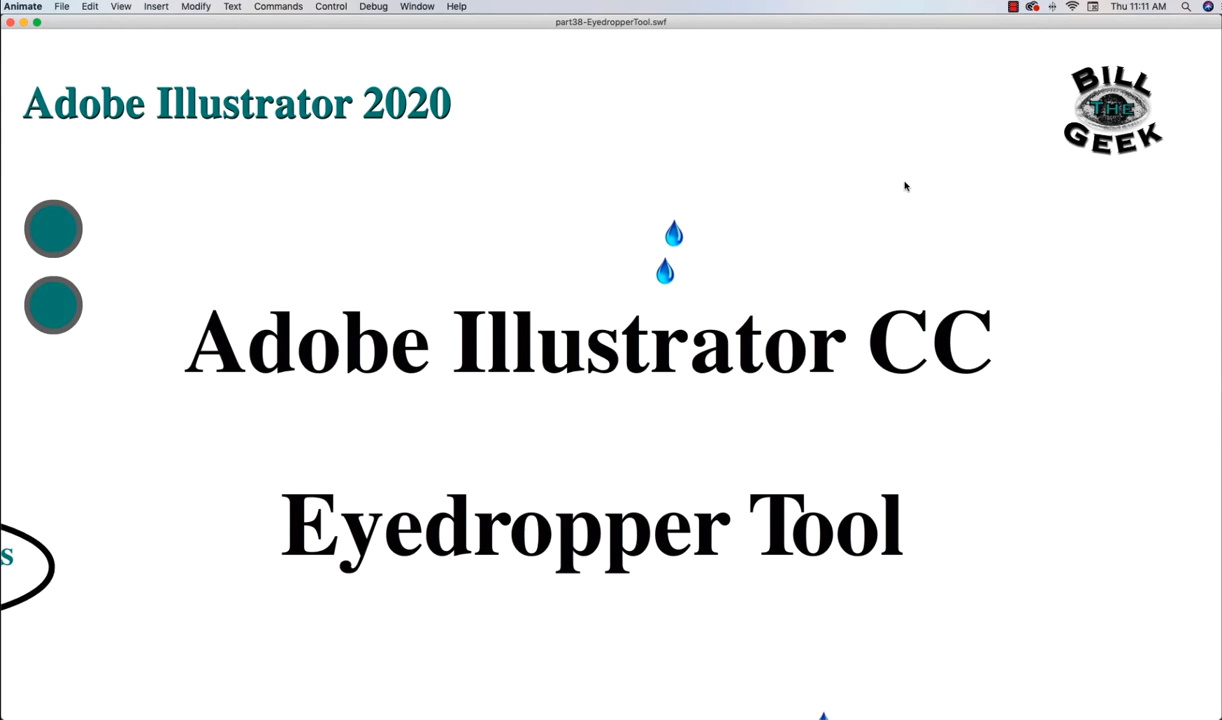 Animate File Edit View Insert Modify Text Commands Control Debug Window Help Thu 11:11 AM
part38-EyedropperTool.swf
Adobe Illustrator 2020
BILL
THE
GEEK
Adobe Illustrator CC
Eyedropper Tool
s